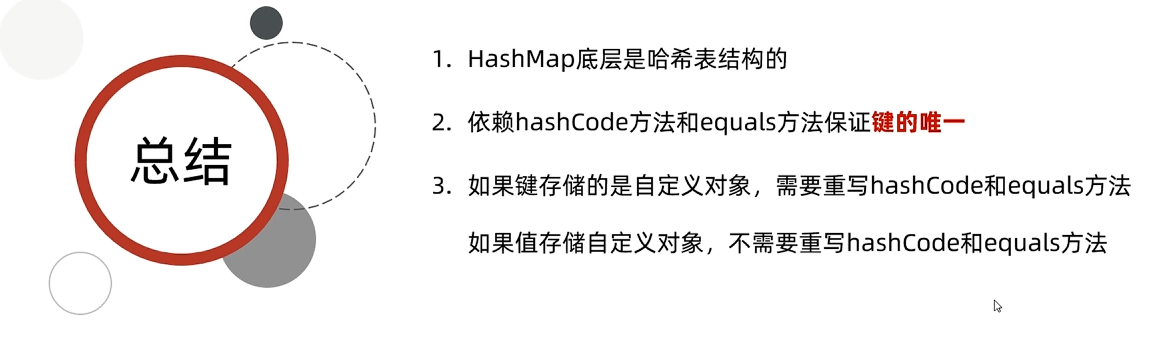 总结
1. HashMap底层是哈希表结构的
2. 依赖hashCode方法和equals方法保证键的唯一
3. 如果键存储的是自定义对象，需要重写hashCode和equals方法
如果值存储自定义对象，不需要重写hashCode和equals方法